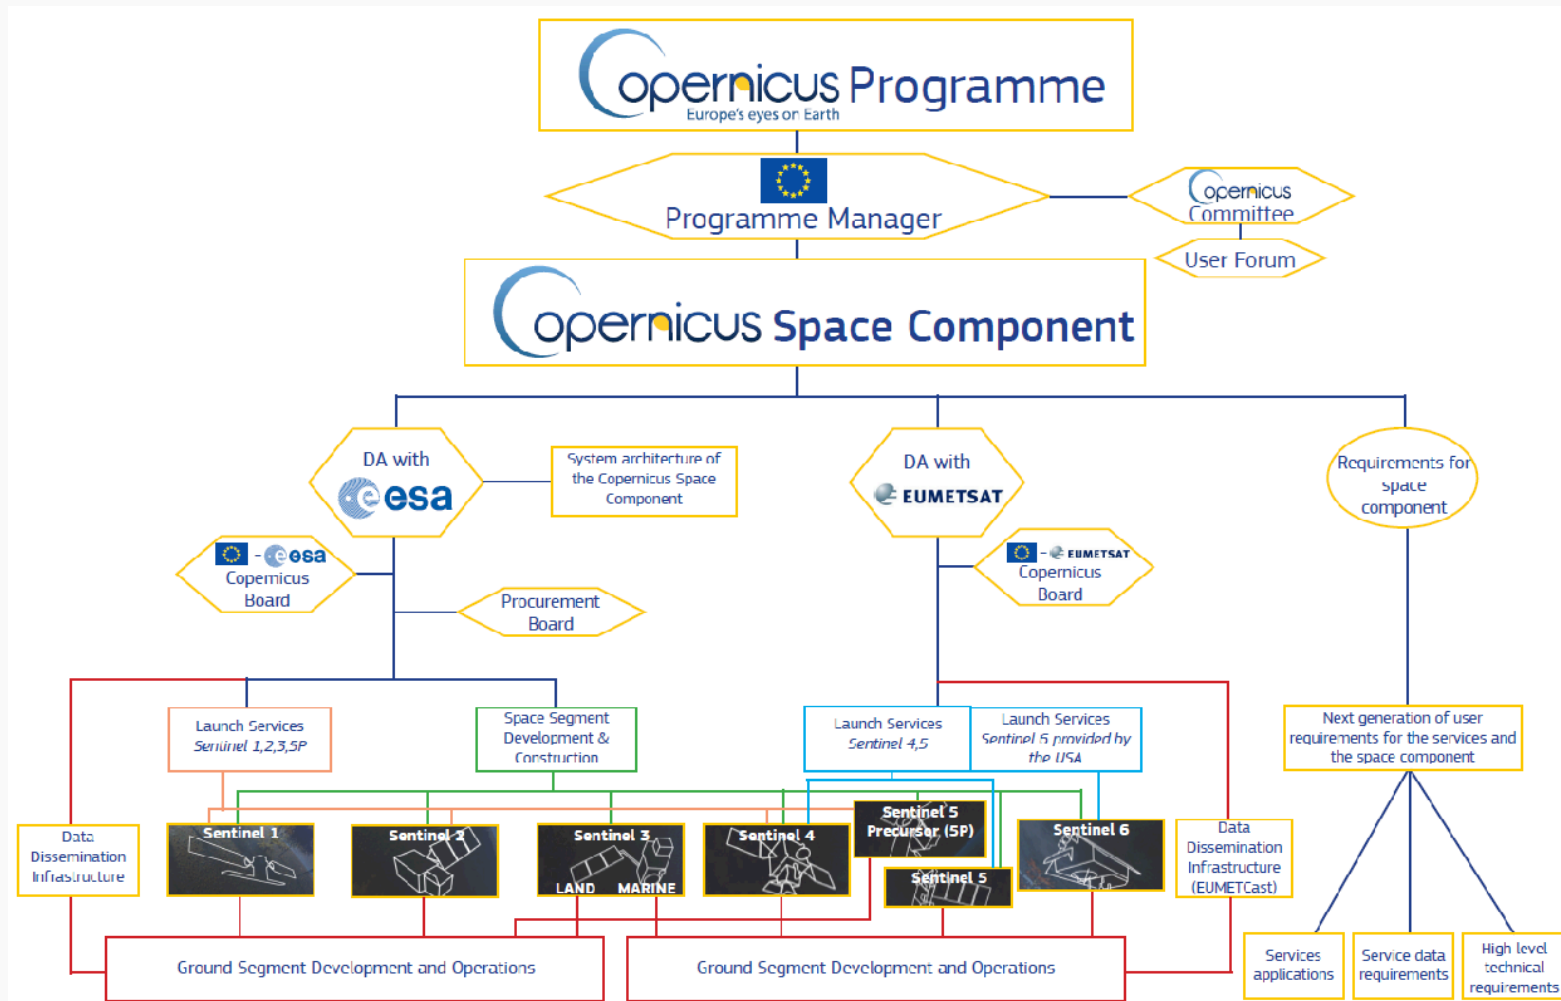 Copernicus Programme
Europe's eyes on Earth
Programme Manager
Copernicus
Committee
User Forum
Copernicus Space Component
DA with
esa
System architecture of
the Copernicus Space
Component
DA with
EUMETSAT
Requirements for
space
component
- esa
Copernicus
Board
Procurement
Board
- EUMETSAT
Copernicus
Board
Launch Services
Sentinel 1,2,3,5P
Space Segment
Development &
Construction
Launch Services
Sentinel 4,5
Launch Services
Sentinel 6 provided by
the USA
Next generation of user
requirements for the services and
the space component
Data
Dissemination
Infrastructure
Sentinel 1
Sentinel 2
Sentinel 3
LAND MARINE
Sentinel 4
Sentinel 5
Precursor (5P)
Sentinel 5
Sentinel 6
Data
Dissemination
Infrastructure
(EUMETCast)
Ground Segment Development and Operations
Ground Segment Development and Operations
Services
applications
Service data
requirements
High level
technical
requirements